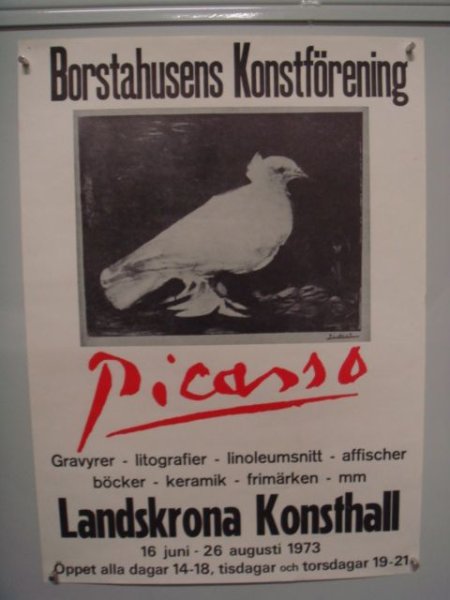 Borstahusens Konstförening
Picasso
Gravyrer - litografier - linoleumsnitt - affischer
böcker - keramik - frimärken - mm
Landskrona Konsthall
16 juni - 26 augusti 1973
Öppet alla dagar 14-18, tisdagar och torsdagar 19-21